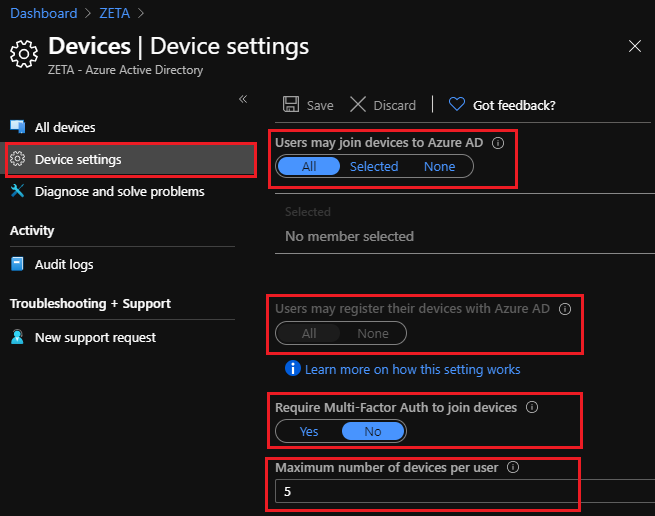 Dashboard > ZETA >
Devices | Device settings
ZETA - Azure Active Directory
«
All devices
Device settings
Diagnose and solve problems
Activity
Audit logs
Troubleshooting + Support
New support request
Save Discard | Got feedback?
Users may join devices to Azure AD
All Selected None
Selected
No member selected
Users may register their devices with Azure AD
All None
Learn more on how this setting works
Require Multi-Factor Auth to join devices
Yes No
Maximum number of devices per user
5